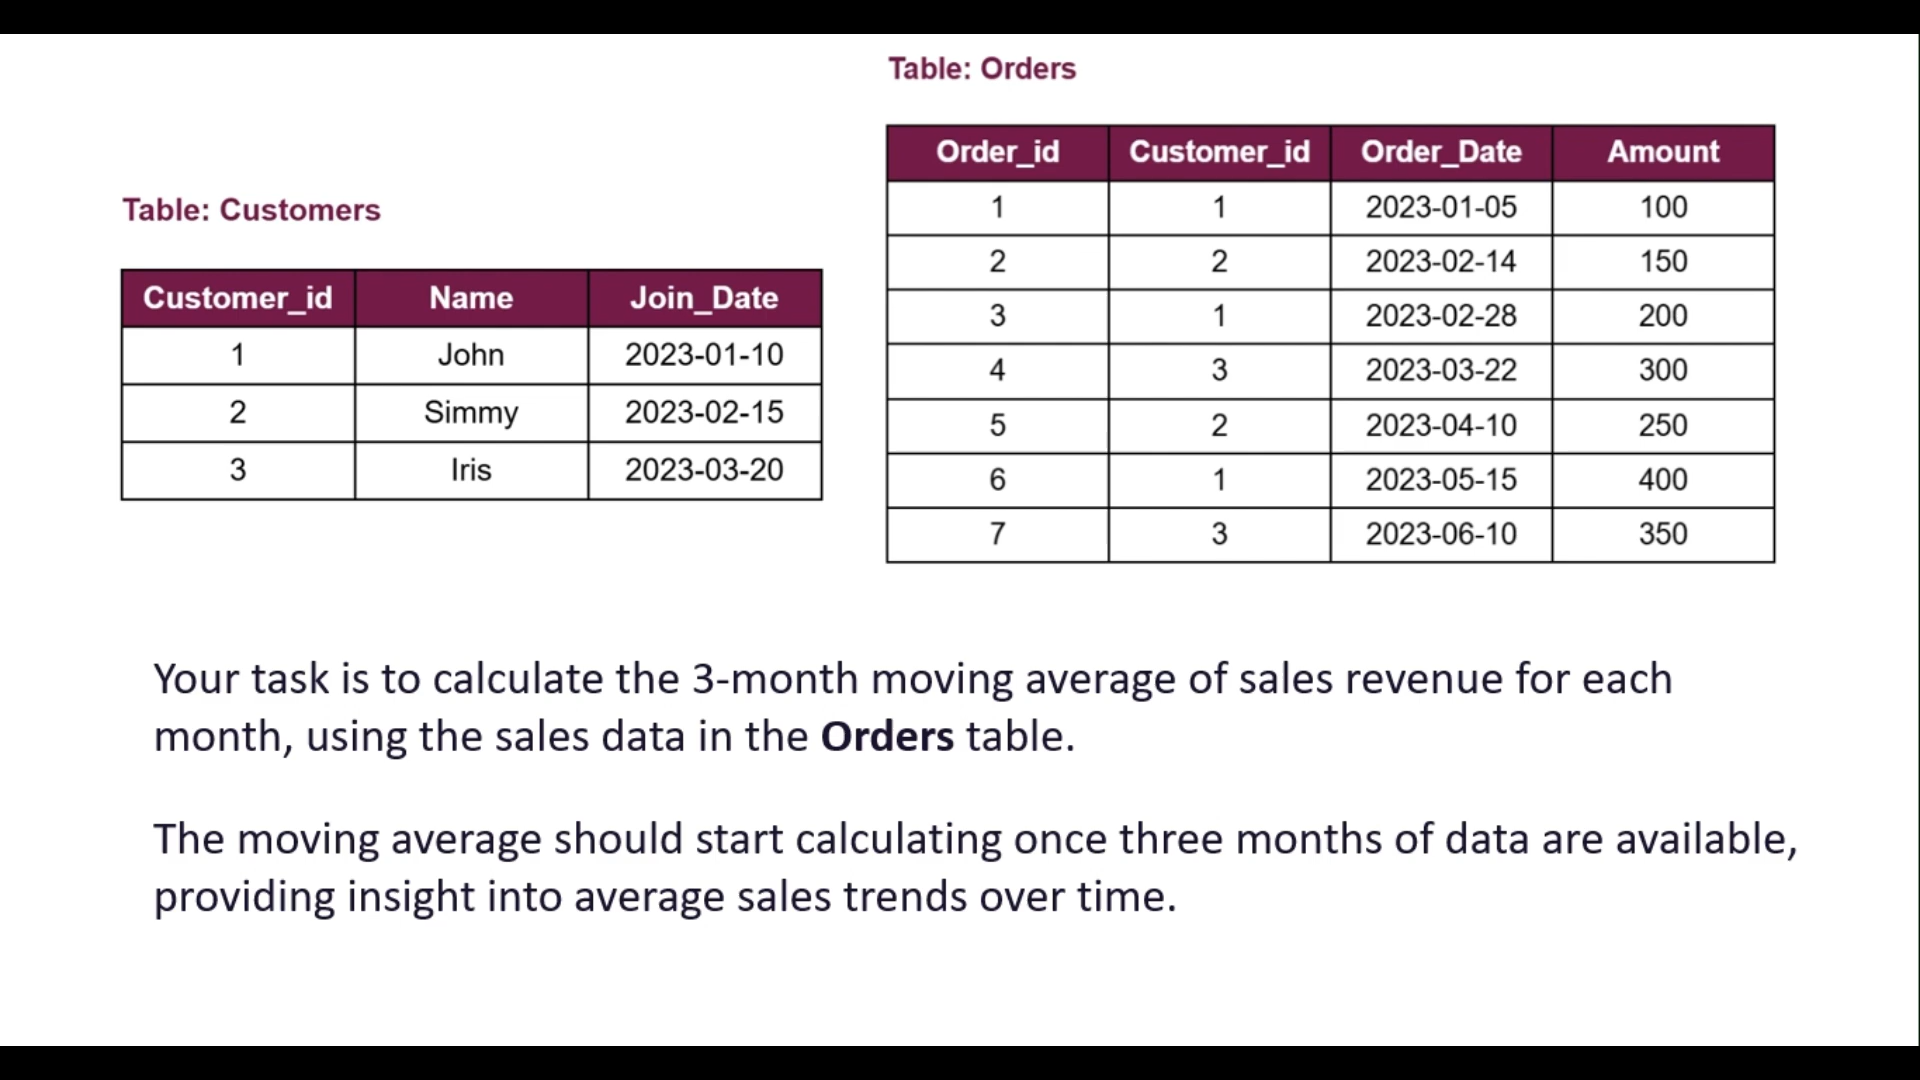 Table: Customers
Customer_id Name Join_Date
1 John 2023-01-10
2 Simmy 2023-02-15
3 Iris 2023-03-20
Table: Orders
Order_id Customer_id Order_Date Amount
1 1 2023-01-05 100
2 2 2023-02-14 150
3 1 2023-02-28 200
4 3 2023-03-22 300
5 2 2023-04-10 250
6 1 2023-05-15 400
7 3 2023-06-10 350
Your task is to calculate the 3-month moving average of sales revenue for each
month, using the sales data in the Orders table.
The moving average should start calculating once three months of data are available,
providing insight into average sales trends over time.